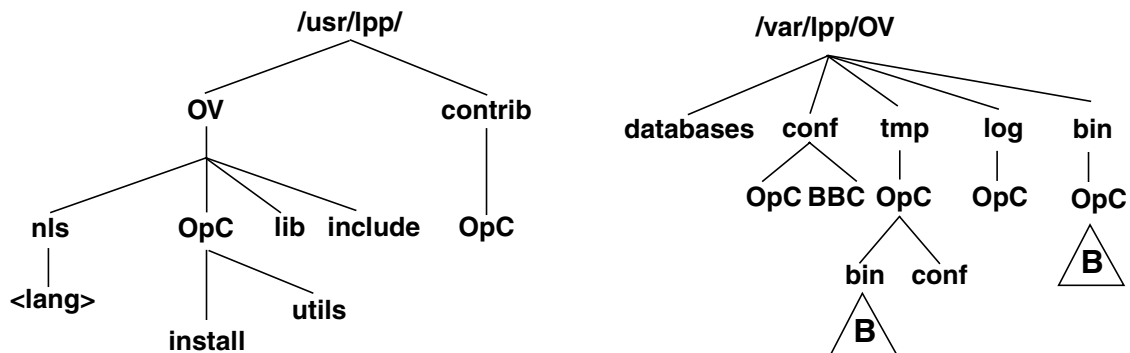 /usr/lpp/
/var/lpp/OV
OV
contrib
databases
conf
tmp
log
bin
nls
OpC
lib
include
OpC
OpC
BBC
OpC
OpC
OpC
<lang>
install
utils
bin
conf
B
B